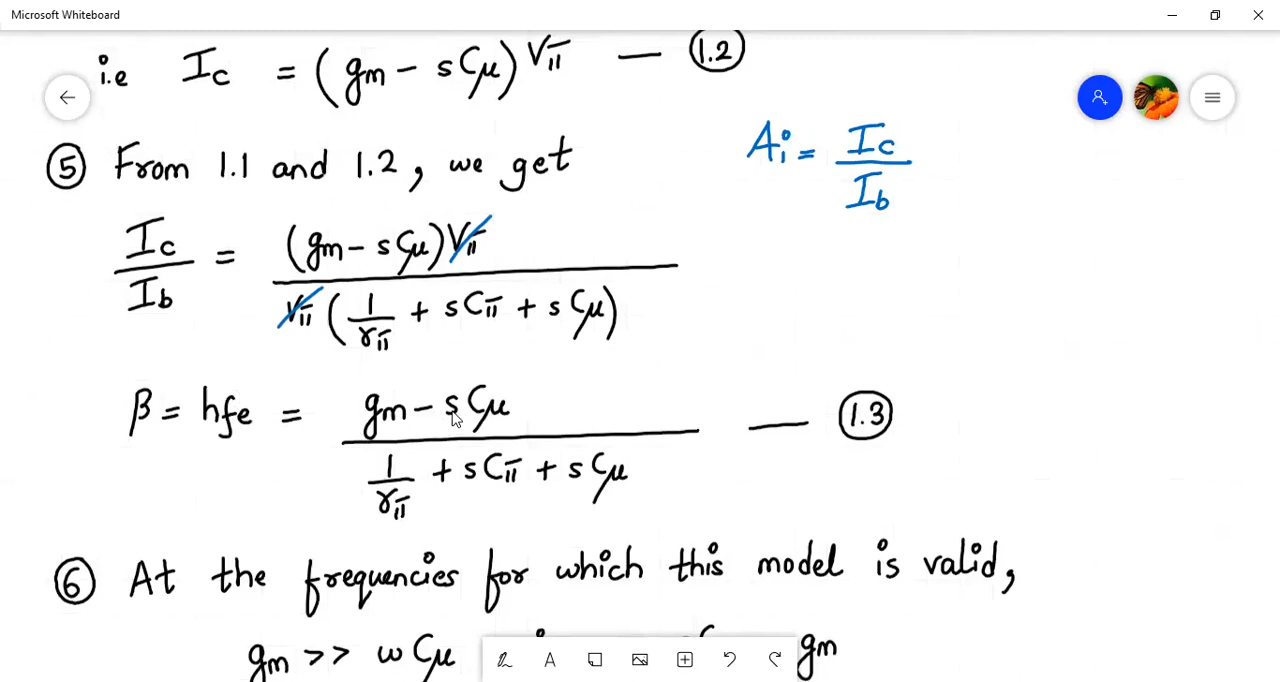 Microsoft Whiteboard
i.e Ic = (gm - sCμ) Vπ — (1.2)
(5) From 1.1 and 1.2, we get
Ai = Ic / Ib
Ic / Ib = (gm - sCμ) Vπ / Vπ (1/rπ + sCπ + sCμ)
β = hfe = gm - sCμ / (1/rπ + sCπ + sCμ) — (1.3)
(6) At the frequencies for which this model is valid,
gm >> ωCμ gm